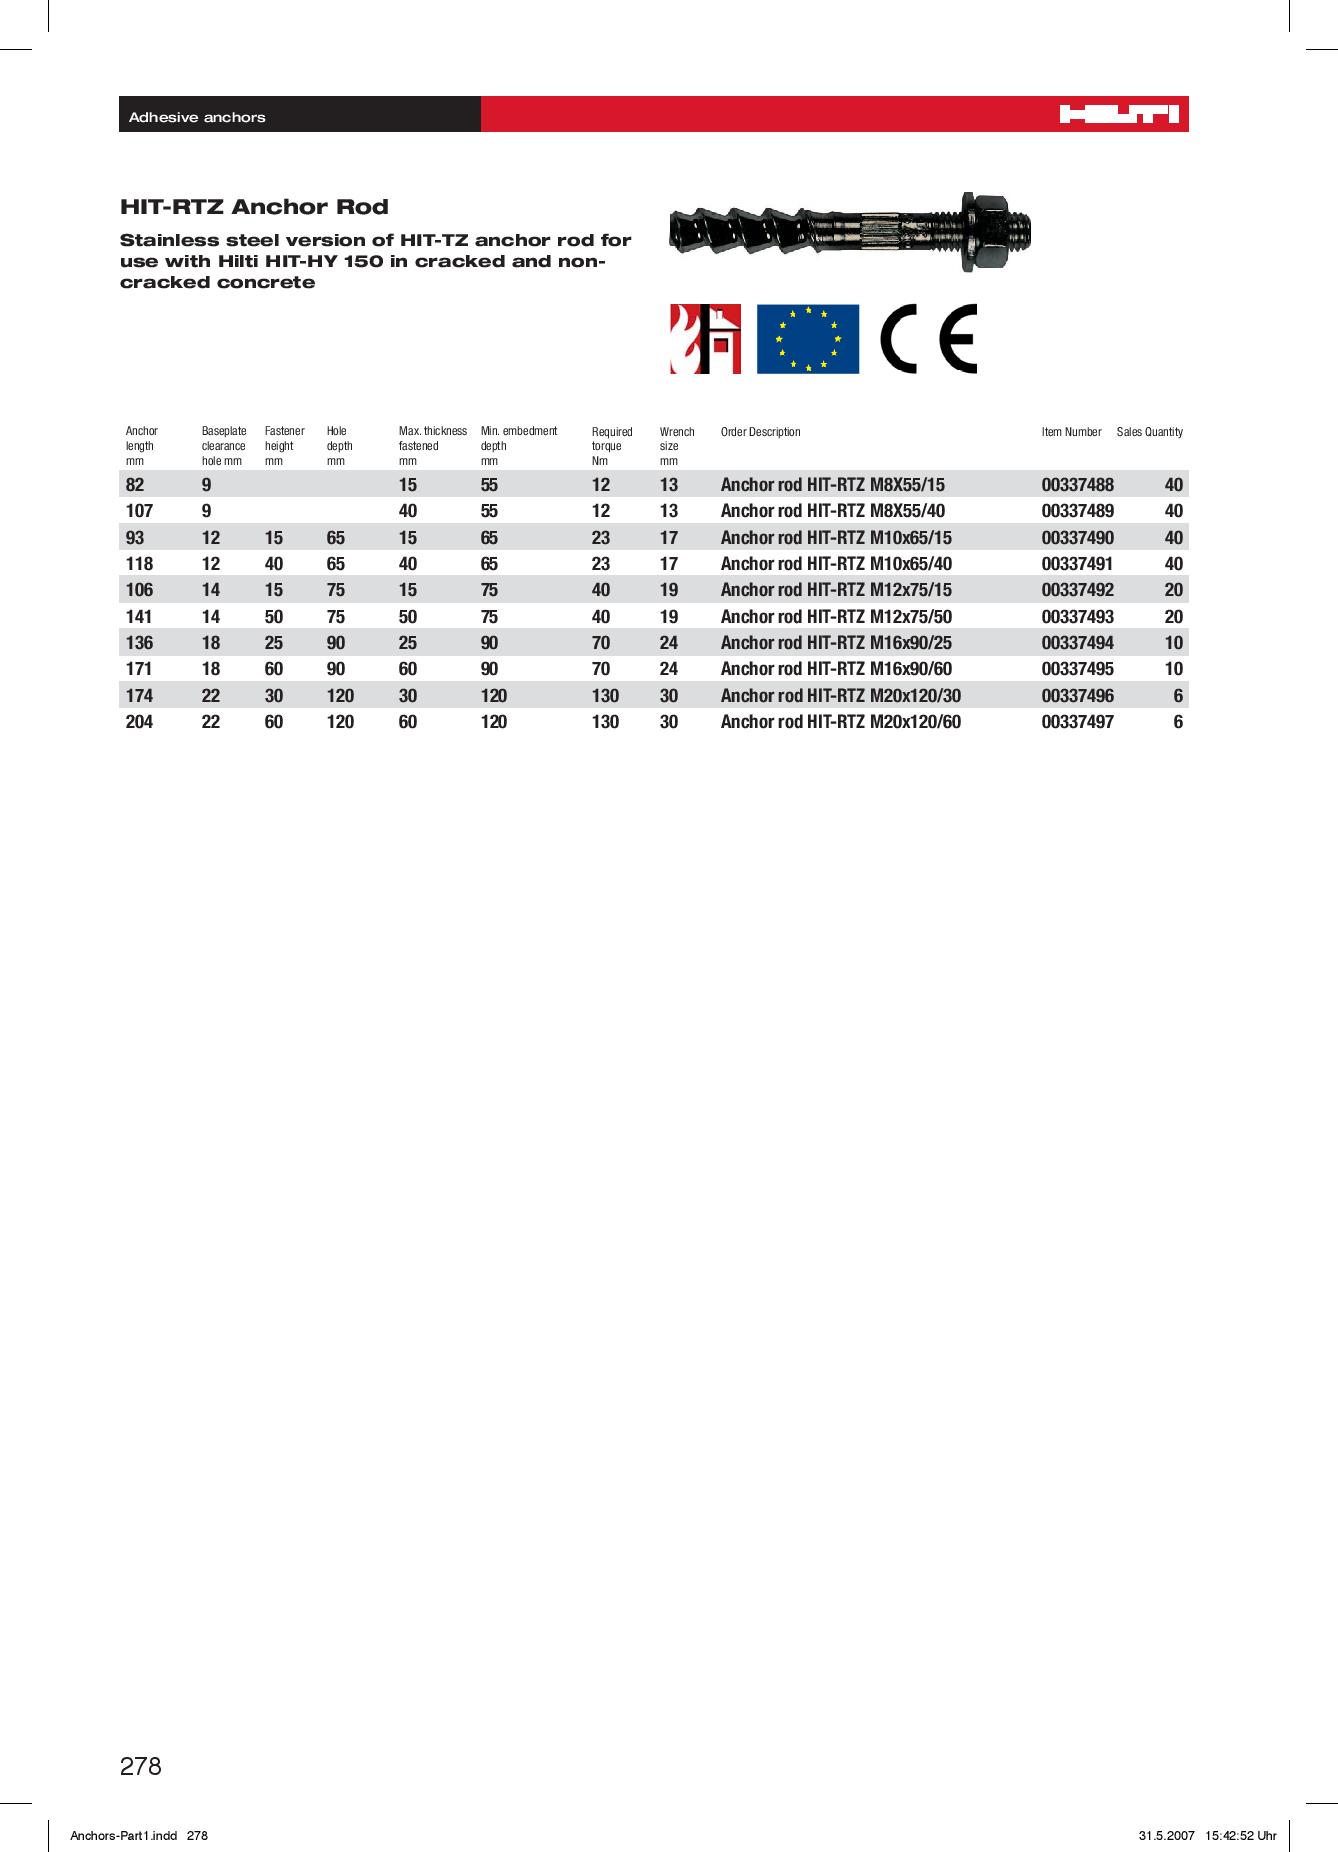 Adhesive anchors
HILTI
HIT-RTZ Anchor Rod
Stainless steel version of HIT-TZ anchor rod for
use with Hilti HIT-HY 150 in cracked and non-
cracked concrete
CE
Anchor length mm Baseplate clearance hole mm Fastener height mm Hole depth mm Max. thickness fastened mm Min. embedment depth mm Required torque Nm Wrench size mm Order Description Item Number Sales Quantity
82 9 15 55 12 13 Anchor rod HIT-RTZ M8X55/15 00337488 40
107 9 40 55 12 13 Anchor rod HIT-RTZ M8X55/40 00337489 40
93 12 15 65 15 65 23 17 Anchor rod HIT-RTZ M10x65/15 00337490 40
118 12 40 65 40 65 23 17 Anchor rod HIT-RTZ M10x65/40 00337491 40
106 14 15 75 15 75 40 19 Anchor rod HIT-RTZ M12x75/15 00337492 20
141 14 50 75 50 75 40 19 Anchor rod HIT-RTZ M12x75/50 00337493 20
136 18 25 90 25 90 70 24 Anchor rod HIT-RTZ M16x90/25 00337494 10
171 18 60 90 60 90 70 24 Anchor rod HIT-RTZ M16x90/60 00337495 10
174 22 30 120 30 120 130 30 Anchor rod HIT-RTZ M20x120/30 00337496 6
204 22 60 120 60 120 130 30 Anchor rod HIT-RTZ M20x120/60 00337497 6
278
Anchors-Part1.indd 278 31.5.2007 15:42:52 Uhr